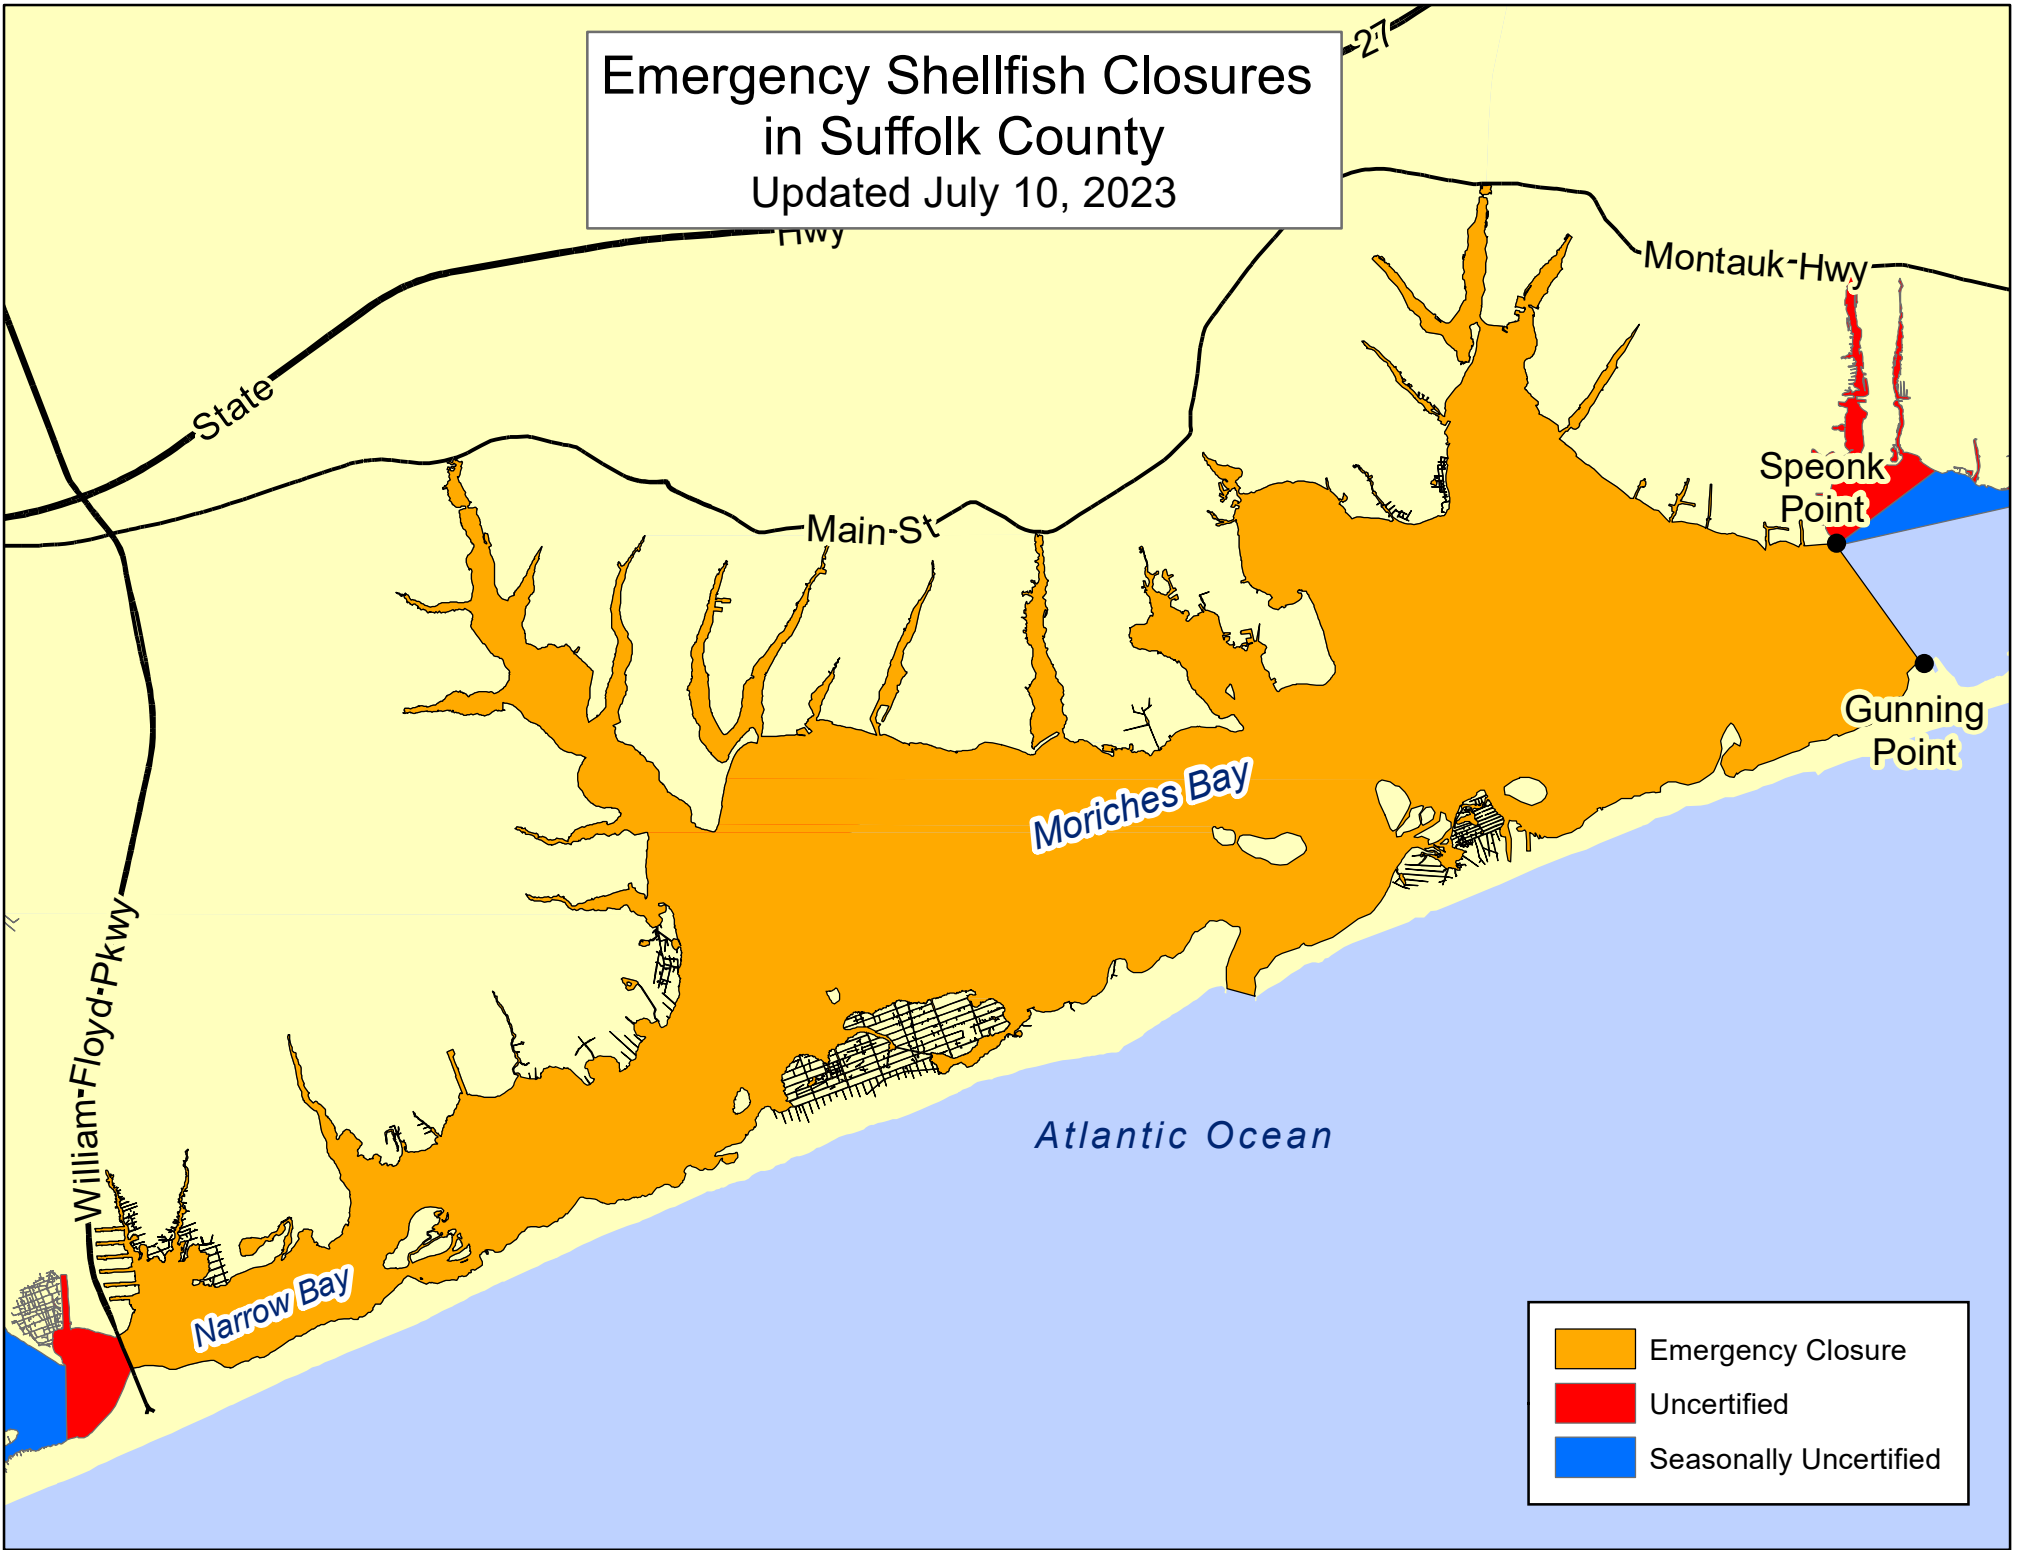 Emergency Shellfish Closures
in Suffolk County
Updated July 10, 2023
27
Hwy
Montauk Hwy
State
Speonk
Point
Main St
Gunning
Point
Moriches Bay
William Floyd Pkwy
Atlantic Ocean
Narrow Bay
Emergency Closure
Uncertified
Seasonally Uncertified